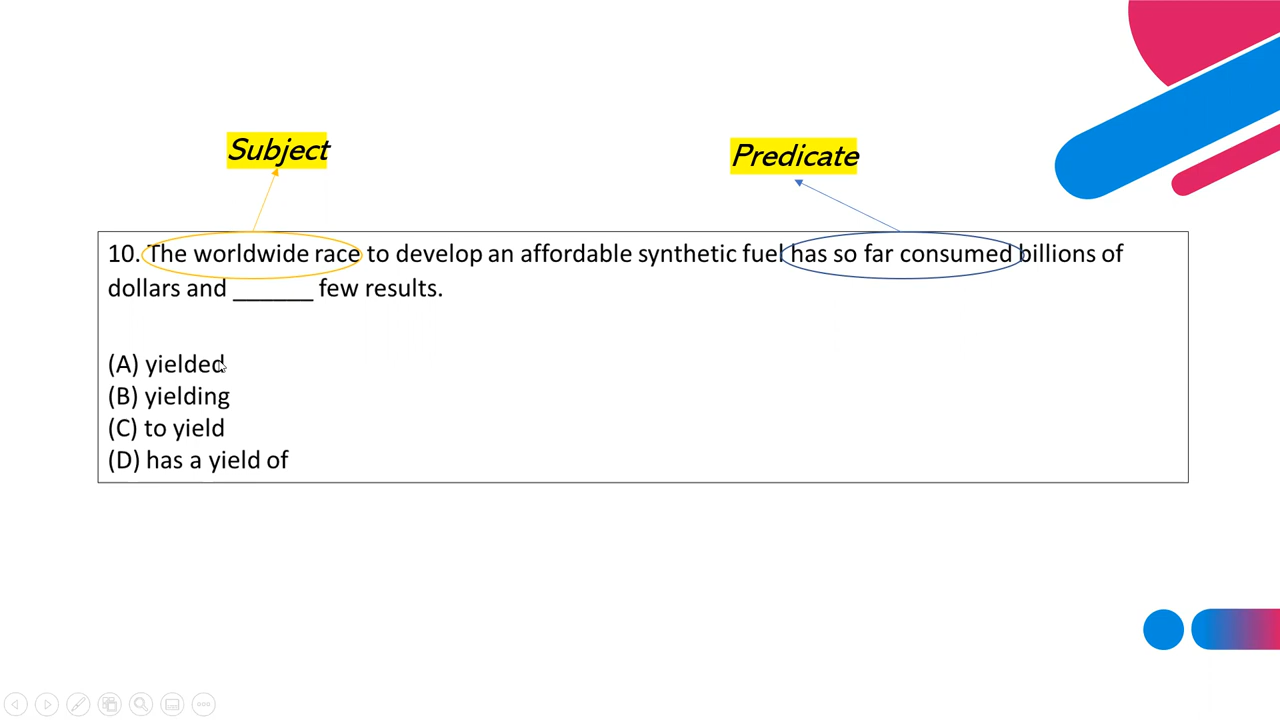 Subject
Predicate
10. The worldwide race to develop an affordable synthetic fuel has so far consumed billions of
dollars and ______ few results.
(A) yielded
(B) yielding
(C) to yield
(D) has a yield of